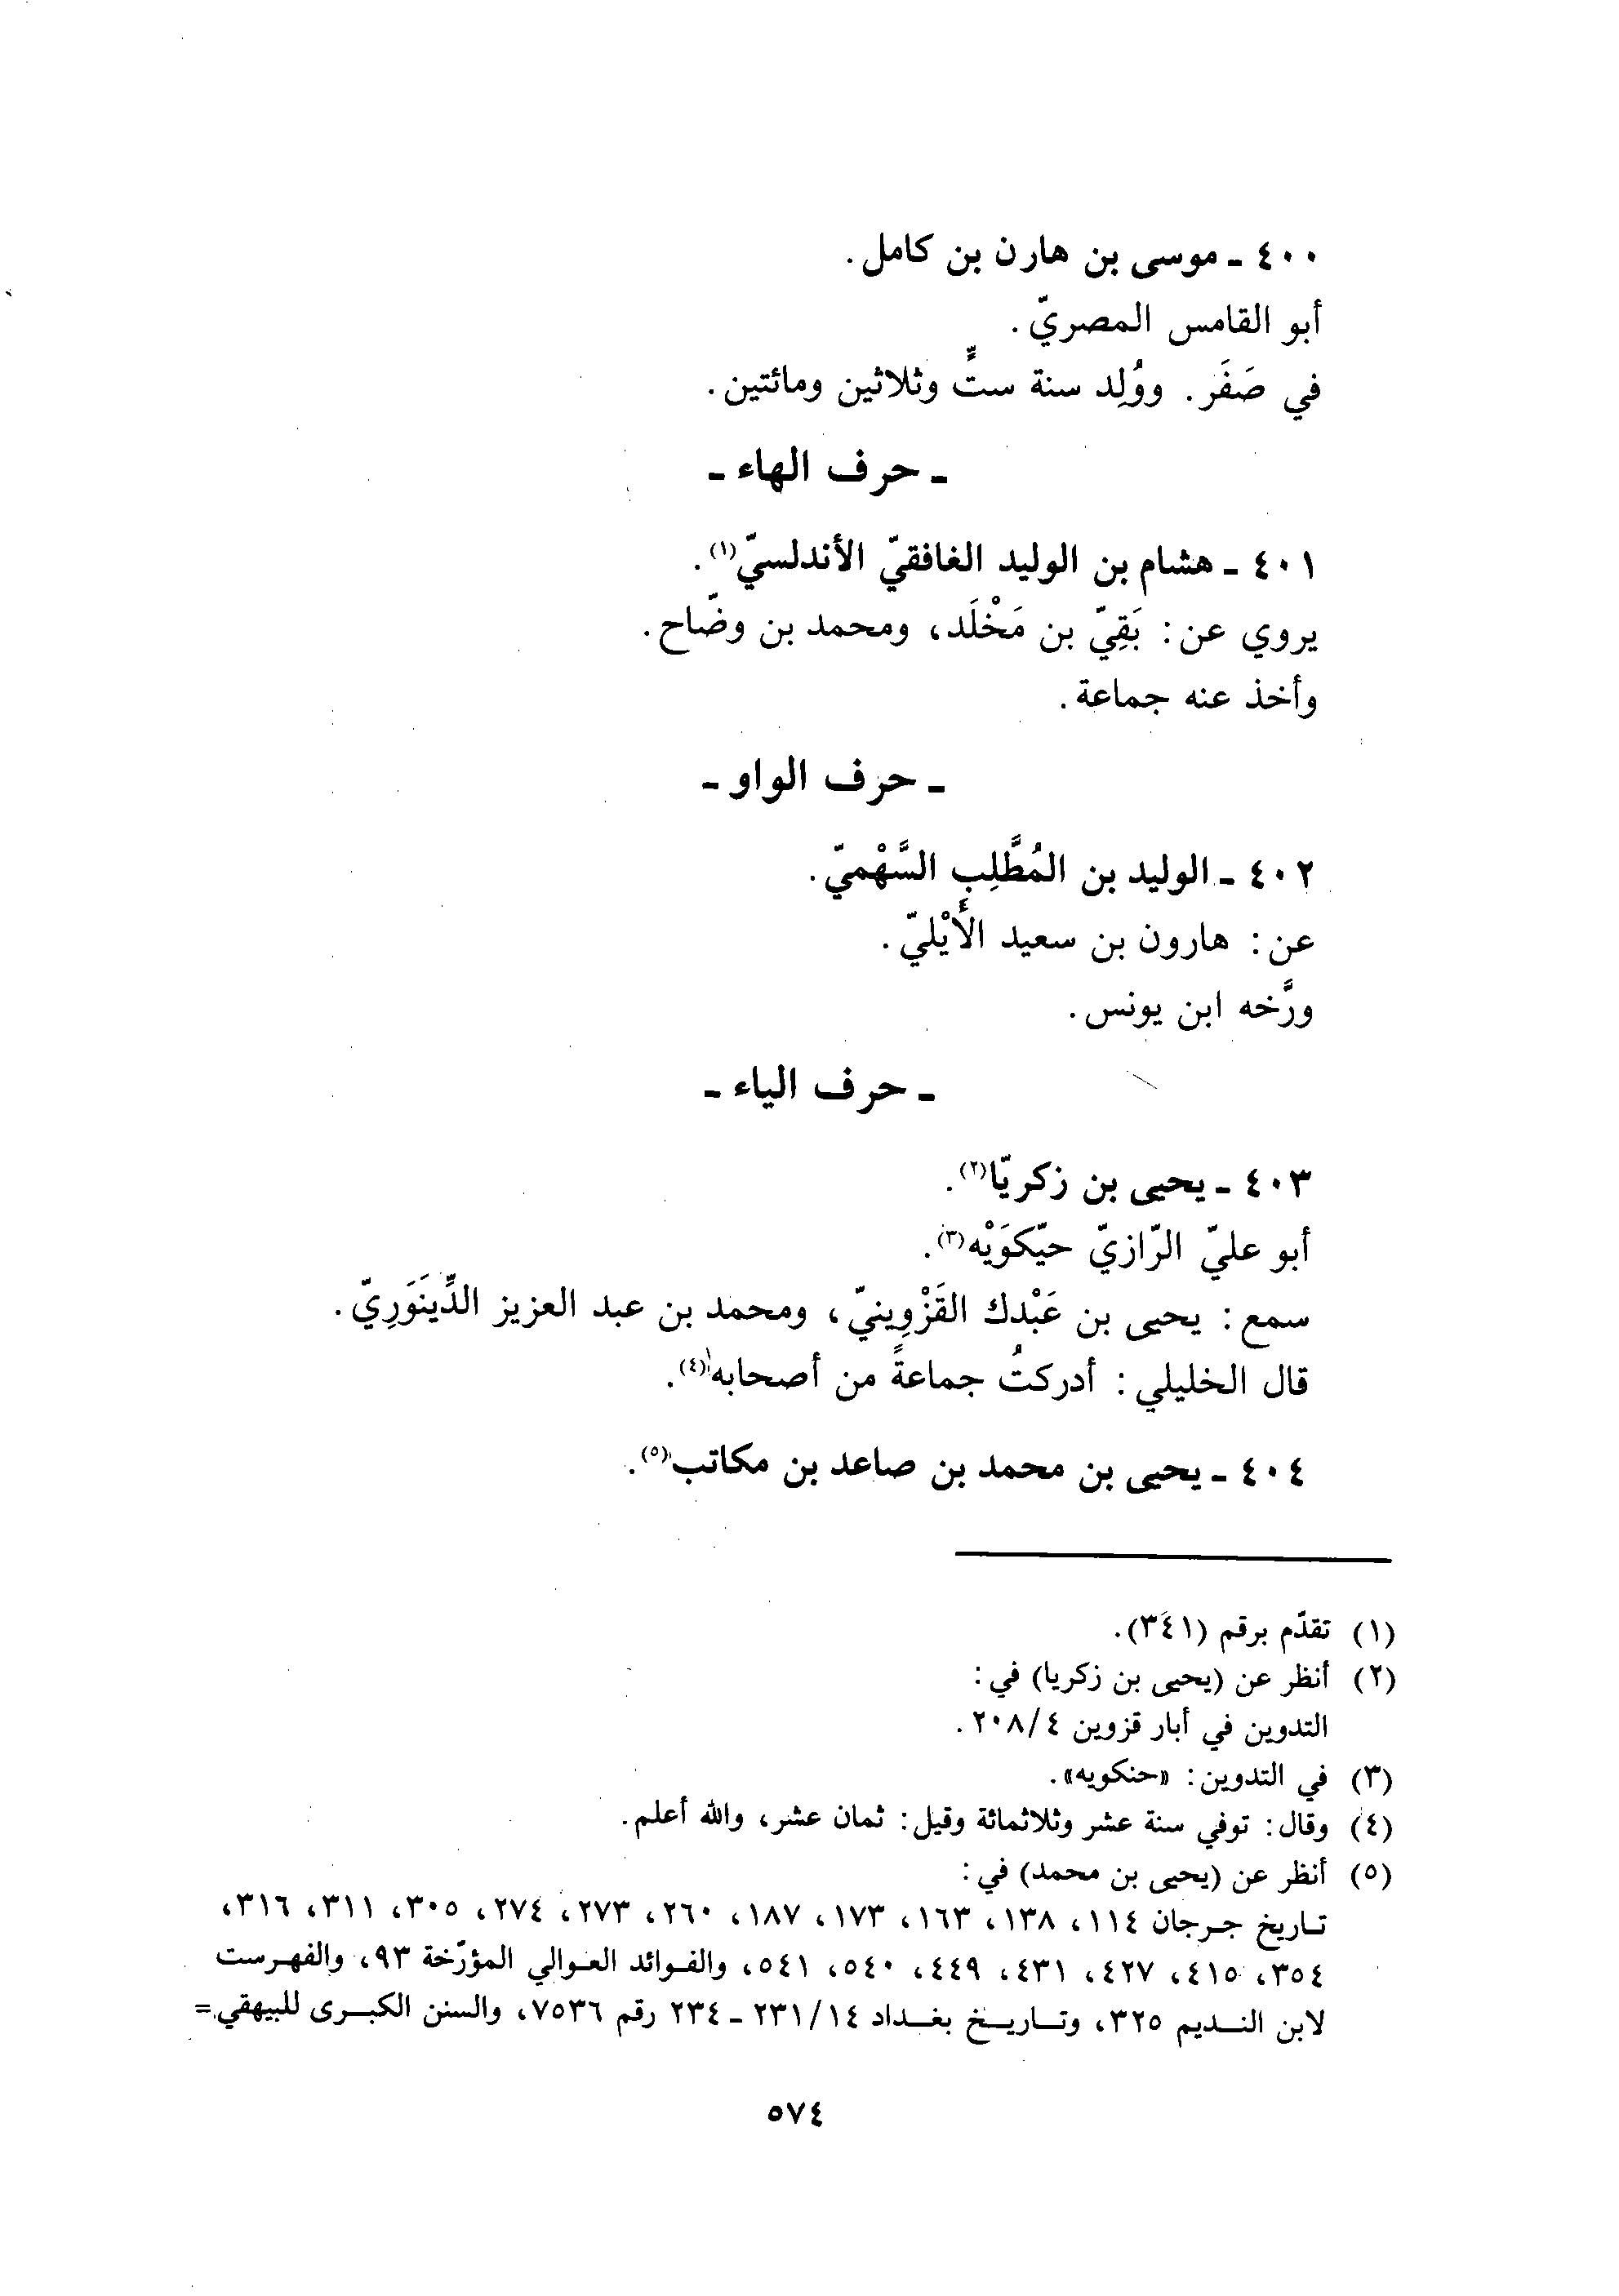 ٤٠٠ ـ موسى بن هارن بن كامل.
أبو القامس المصريّ.
في صَفَر. ووُلِد سنة ستٍّ وثلاثين ومائتين.
ـ حرف الهاء ـ
٤٠١ ـ هشام بن الوليد الغافقيّ الأندلسيّ(١).
يروي عن: بَقِيّ بن مَخْلَد، ومحمد بن وضّاح.
وأخذ عنه جماعة.
ـ حرف الواو ـ
٤٠٢ ـ الوليد بن المُطَّلِب السَّهْميّ.
عن: هارون بن سعيد الأَيْليّ.
ورَّخه ابن يونس.
ـ حرف الياء ـ
٤٠٣ ـ يحيى بن زكريّا(٢).
أبو عليّ الرّازيّ حيّكوَيْه(٣).
سمع: يحيى بن عَبْدك القَزْوِينيّ، ومحمد بن عبد العزيز الدِّينَوَرِيّ.
قال الخليلي: أدركتُ جماعةً من أصحابه(٤).
٤٠٤ ـ يحيى بن محمد بن صاعد بن مكاتب(٥).
(١) تقدّم برقم (٣٤١).
(٢) أنظر عن (يحيى بن زكريا) في:
التدوين في أبار قزوين ٢٠٨/٤.
(٣) في التدوين: «حنكويه».
(٤) وقال: توفي سنة عشر وثلاثمائة وقيل: ثمان عشر، والله أعلم.
(٥) أنظر عن (يحيى بن محمد) في:
تاريخ جرجان ١١٤، ١٣٨، ١٦٣، ١٧٣، ١٨٧، ٢٦٠، ٢٧٣، ٢٧٤، ٣٠٥، ٣١١، ٣١٦،
٣٥٤، ٤١٥، ٤٢٧، ٤٣١، ٤٤٩، ٥٤٠، ٥٤١، والفوائد العوالي المؤرّخة ٩٣، والفهرست
لابن النديم ٣٢٥، وتاريخ بغداد ٢٣١/١٤ ـ ٢٣٤ رقم ٧٥٣٦، والسنن الكبرى للبيهقي=
٥٧٤